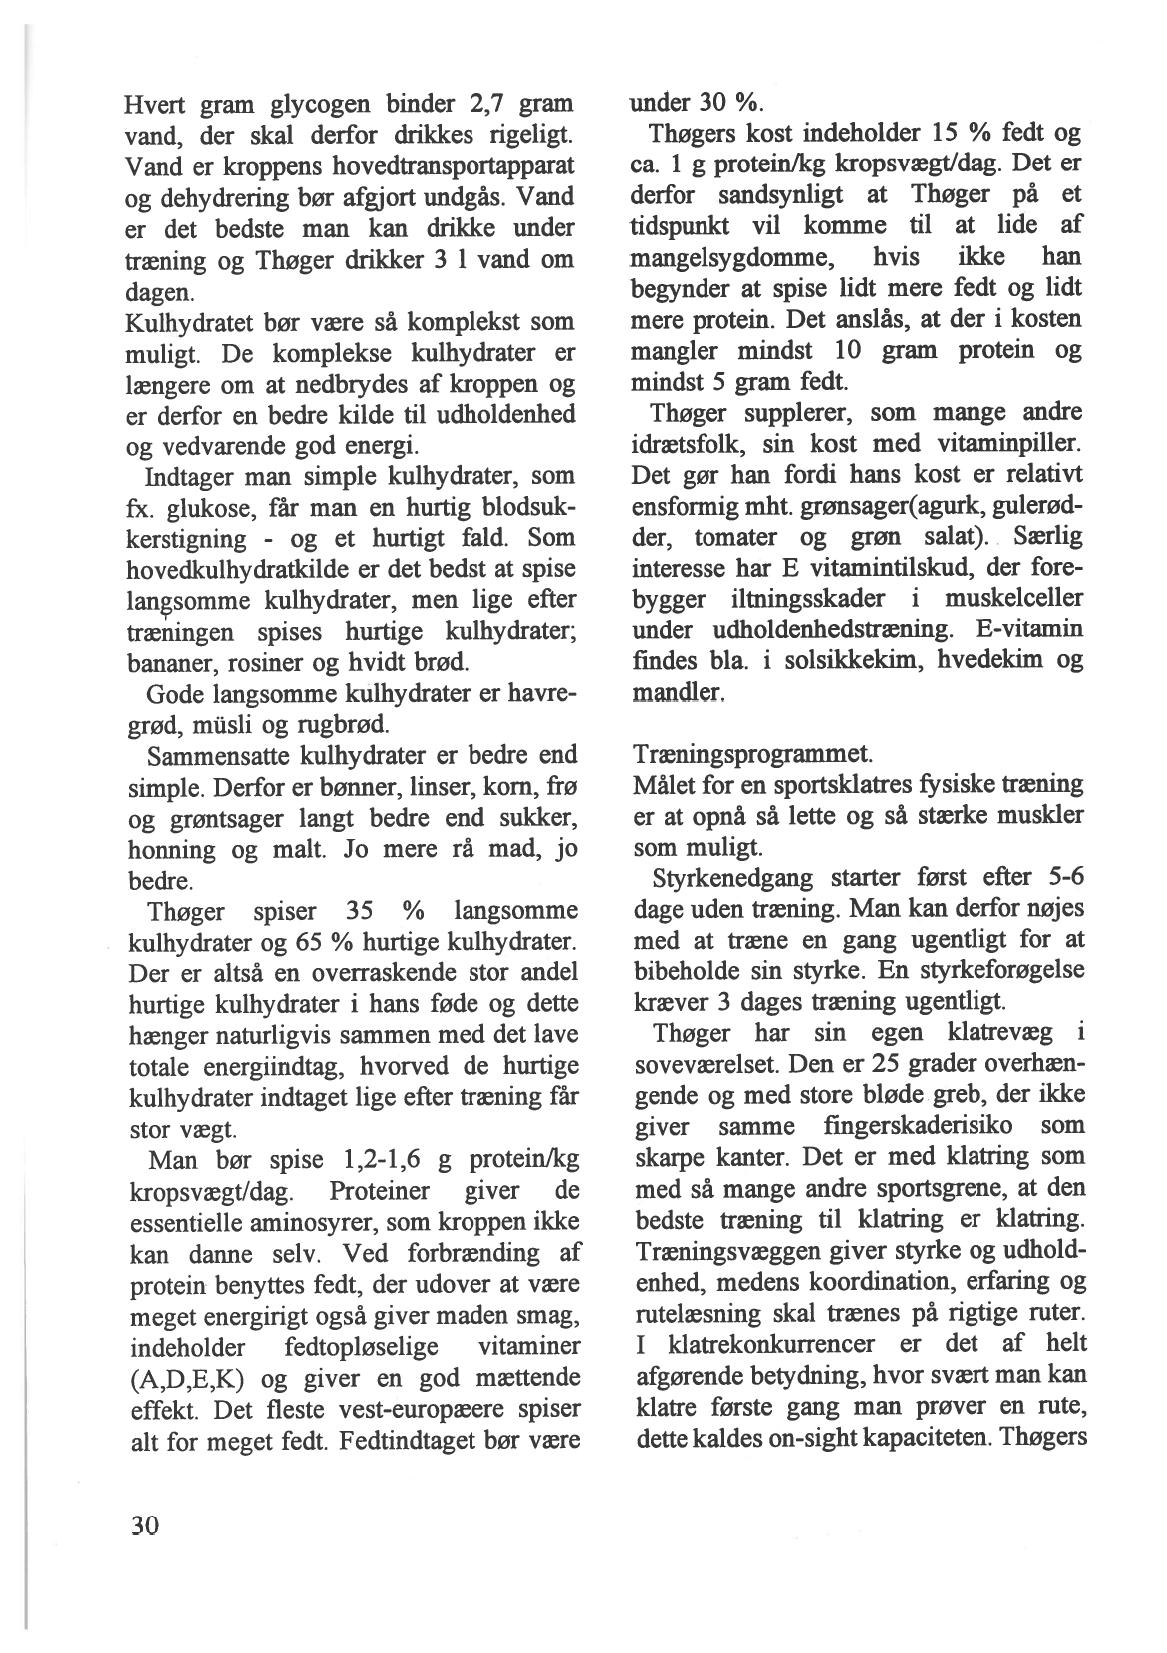 Hvert gram glycogen binder 2,7 gram
vand, der skal derfor drikkes rigeligt.
Vand er kroppens hovedtransportapparat
og dehydrering bør afgjort undgås. Vand
er det bedste man kan drikke under
træning og Thøger drikker 3 l vand om
dagen.
Kulhydratet bør være så komplekst som
muligt. De komplekse kulhydrater er
længere om at nedbrydes af kroppen og
er derfor en bedre kilde til udholdenhed
og vedvarende god energi.
Indtager man simple kulhydrater, som
fx. glukose, får man en hurtig blodsuk-
kerstigning - og et hurtigt fald. Som
hovedkulhydratkilde er det bedst at spise
langsomme kulhydrater, men lige efter
træningen spises hurtige kulhydrater;
bananer, rosiner og hvidt brød.
Gode langsomme kulhydrater er havre-
grød, müsli og rugbrød.
Sammensatte kulhydrater er bedre end
simple. Derfor er bønner, linser, korn, frø
og grøntsager langt bedre end sukker,
honning og malt. Jo mere rå mad, jo
bedre.
Thøger spiser 35 % langsomme
kulhydrater og 65 % hurtige kulhydrater.
Der er altså en overraskende stor andel
hurtige kulhydrater i hans føde og dette
hænger naturligvis sammen med det lave
totale energiindtag, hvorved de hurtige
kulhydrater indtaget lige efter træning får
stor vægt.
Man bør spise 1,2-1,6 g protein/kg
kropsvægt/dag. Proteiner giver de
essentielle aminosyrer, som kroppen ikke
kan danne selv. Ved forbrænding af
protein benyttes fedt, der udover at være
meget energirigt også giver maden smag,
indeholder fedtopløselige vitaminer
(A,D,E,K) og giver en god mættende
effekt. Det fleste vest-europæere spiser
alt for meget fedt. Fedtindtaget bør være
under 30 %.
Thøgers kost indeholder 15 % fedt og
ca. 1 g protein/kg kropsvægt/dag. Det er
derfor sandsynligt at Thøger på et
tidspunkt vil komme til at lide af
mangelsygdomme, hvis ikke han
begynder at spise lidt mere fedt og lidt
mere protein. Det anslås, at der i kosten
mangler mindst 10 gram protein og
mindst 5 gram fedt.
Thøger supplerer, som mange andre
idrætsfolk, sin kost med vitaminpiller.
Det gør han fordi hans kost er relativt
ensformig mht. grønsager(agurk, gulerød-
der, tomater og grøn salat). Særlig
interesse har E vitamintilskud, der fore-
bygger iltningsskader i muskelceller
under udholdenhedstræning. E-vitamin
findes bla. i solsikkekim, hvedekim og
mandler.
Træningsprogrammet.
Målet for en sportsklatres fysiske træning
er at opnå så lette og så stærke muskler
som muligt.
Styrkenedgang starter først efter 5-6
dage uden træning. Man kan derfor nøjes
med at træne en gang ugentligt for at
bibeholde sin styrke. En styrkeforøgelse
kræver 3 dages træning ugentligt.
Thøger har sin egen klatrevæg i
soveværelset. Den er 25 grader overhæn-
gende og med store bløde greb, der ikke
giver samme fingerskaderisiko som
skarpe kanter. Det er med klatring som
med så mange andre sportsgrene, at den
bedste træning til klatring er klatring.
Træningsvæggen giver styrke og udhold-
enhed, medens koordination, erfaring og
rutelæsning skal trænes på rigtige ruter.
I klatrekonkurrencer er det af helt
afgørende betydning, hvor svært man kan
klatre første gang man prøver en rute,
dette kaldes on-sight kapaciteten. Thøgers
30